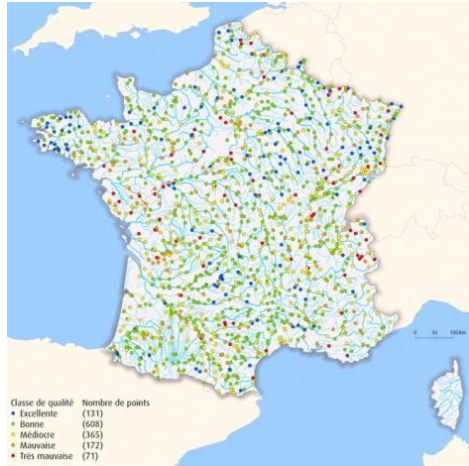 0 50 100 km
Classe de qualité Nombre de points
Excellente (131)
Bonne (608)
Médiocre (365)
Mauvaise (172)
Très mauvaise (71)